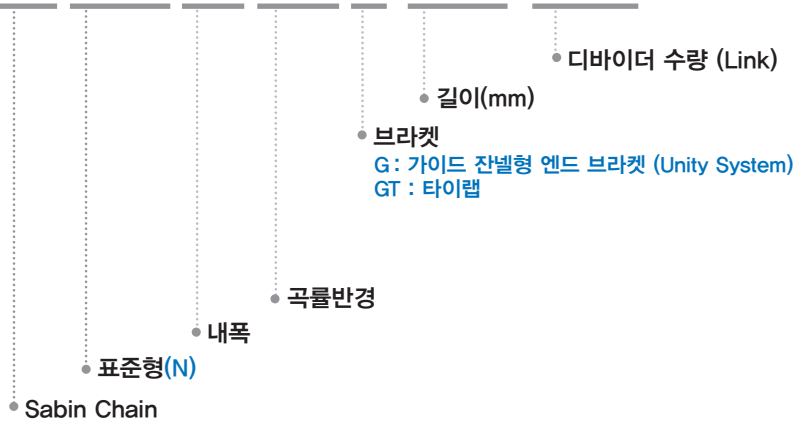 디바이더 수량 (Link)
길이(mm)
브라켓
G : 가이드 잔넬형 엔드 브라켓 (Unity System)
GT : 타이랩
곡률반경
내폭
표준형(N)
Sabin Chain